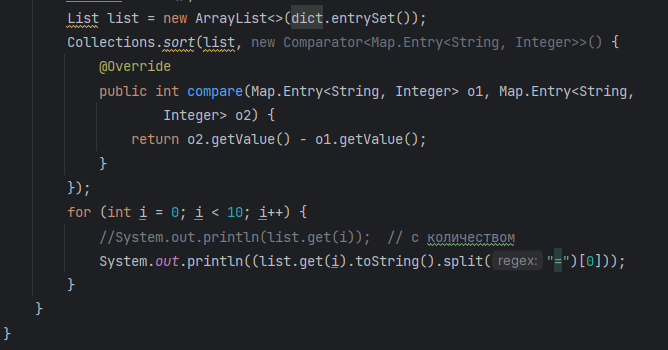 List list = new ArrayList<>(dict.entrySet());
Collections.sort(list, new Comparator<Map.Entry<String, Integer>>() {
@Override
public int compare(Map.Entry<String, Integer> o1, Map.Entry<String,
Integer> o2) {
return o2.getValue() - o1.getValue();
}
});
for (int i = 0; i < 10; i++) {
//System.out.println(list.get(i));  // с количеством
System.out.println((list.get(i).toString().split( regex: "=")[0]));
}
}
}